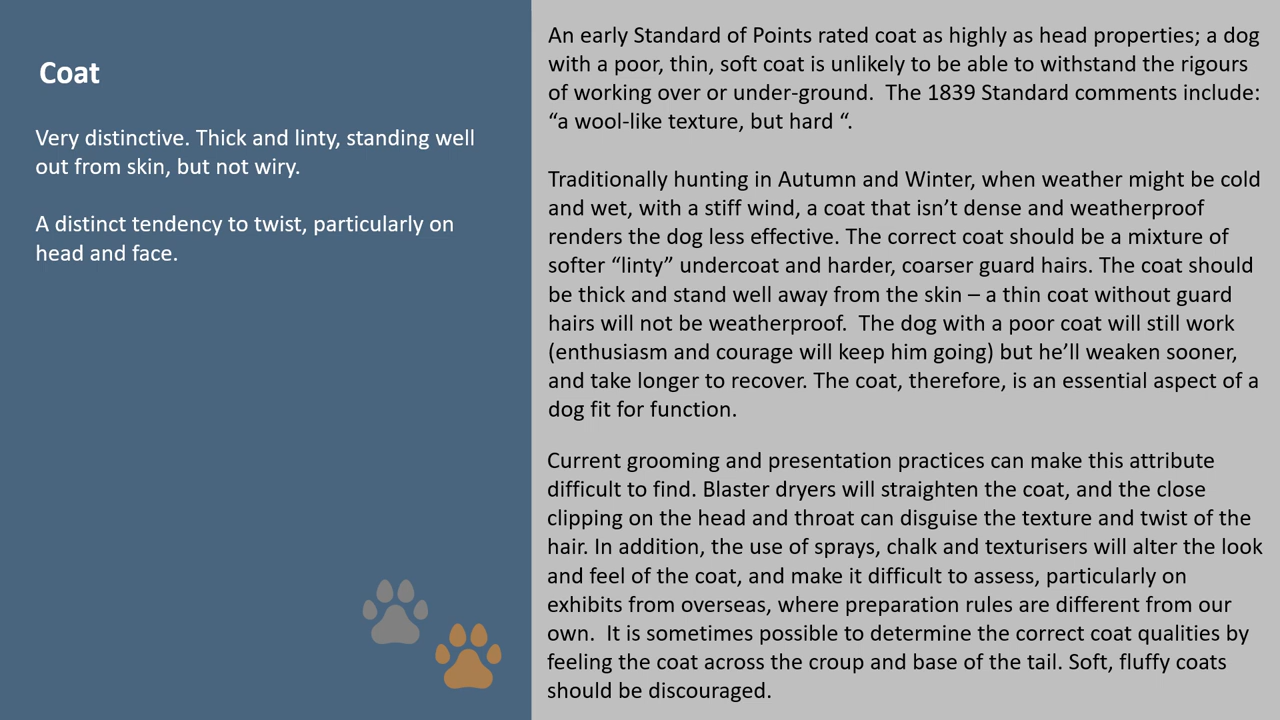 Coat
Very distinctive. Thick and linty, standing well
out from skin, but not wiry.
A distinct tendency to twist, particularly on
head and face.
An early Standard of Points rated coat as highly as head properties; a dog
with a poor, thin, soft coat is unlikely to be able to withstand the rigours
of working over or under-ground.  The 1839 Standard comments include:
“a wool-like texture, but hard “.
Traditionally hunting in Autumn and Winter, when weather might be cold
and wet, with a stiff wind, a coat that isn’t dense and weatherproof
renders the dog less effective. The correct coat should be a mixture of
softer “linty” undercoat and harder, coarser guard hairs. The coat should
be thick and stand well away from the skin – a thin coat without guard
hairs will not be weatherproof.  The dog with a poor coat will still work
(enthusiasm and courage will keep him going) but he’ll weaken sooner,
and take longer to recover. The coat, therefore, is an essential aspect of a
dog fit for function.
Current grooming and presentation practices can make this attribute
difficult to find. Blaster dryers will straighten the coat, and the close
clipping on the head and throat can disguise the texture and twist of the
hair. In addition, the use of sprays, chalk and texturisers will alter the look
and feel of the coat, and make it difficult to assess, particularly on
exhibits from overseas, where preparation rules are different from our
own.  It is sometimes possible to determine the correct coat qualities by
feeling the coat across the croup and base of the tail. Soft, fluffy coats
should be discouraged.